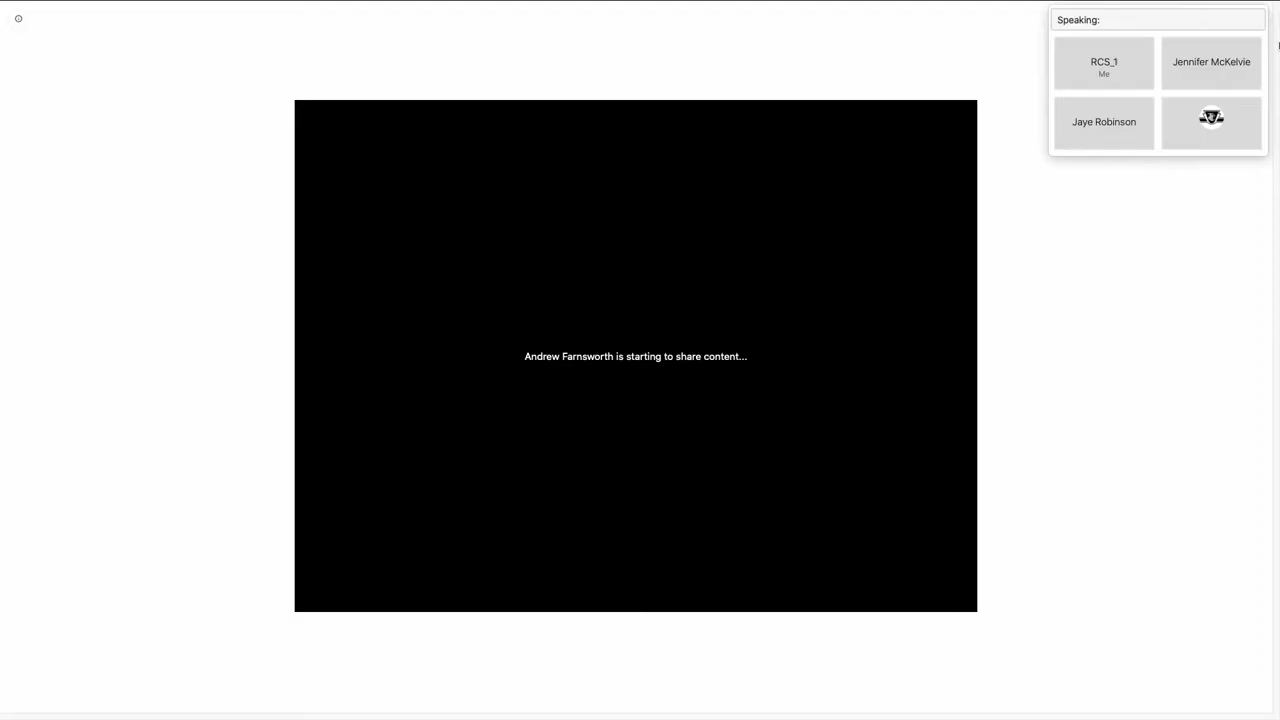 Speaking:
RCS_1
Me
Jennifer McKelvie
Jaye Robinson
Andrew Farnsworth is starting to share content...